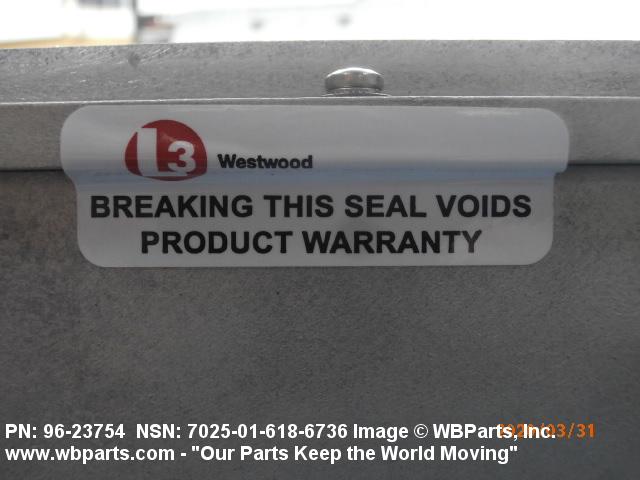 L3 Westwood
BREAKING THIS SEAL VOIDS
PRODUCT WARRANTY
PN: 96-23754 NSN: 7025-01-618-6736 Image © WBParts, Inc.
www.wbparts.com - "Our Parts Keep the World Moving"